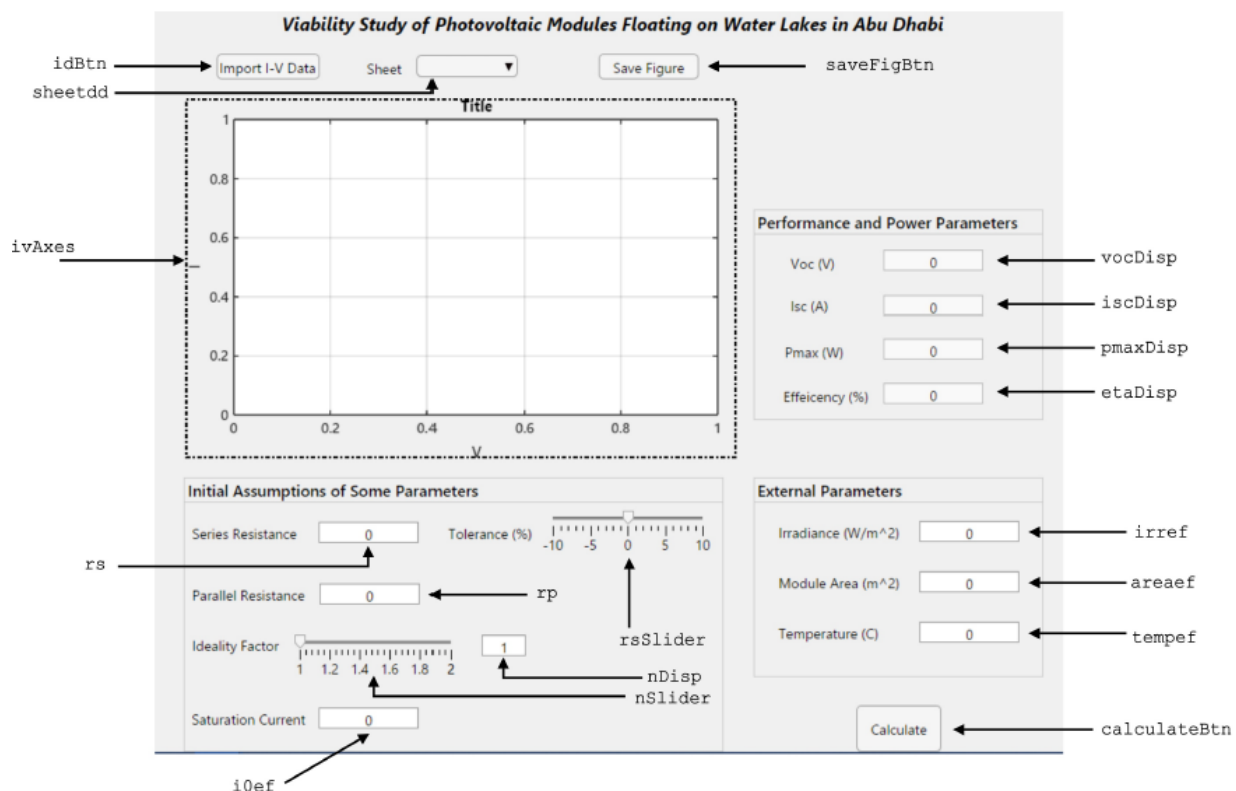 Viability Study of Photovoltaic Modules Floating on Water Lakes in Abu Dhabi
idBtn
Import I-V Data
Sheet
Save Figure
saveFigBtn
sheetdd
Title
1
0.8
0.6
0.4
0.2
0
0 0.2 0.4 0.6 0.8 1
I
V
ivAxes
Performance and Power Parameters
Voc (V) 0 vocDisp
Isc (A) 0 iscDisp
Pmax (W) 0 pmaxDisp
Effeicency (%) 0 etaDisp
Initial Assumptions of Some Parameters
Series Resistance 0 Tolerance (%)
-10 -5 0 5 10
rs
Parallel Resistance 0 rp
rsSlider
Ideality Factor 1
1 1.2 1.4 1.6 1.8 2
nDisp
nSlider
Saturation Current 0
i0ef
External Parameters
Irradiance (W/m^2) 0 irref
Module Area (m^2) 0 areaef
Temperature (C) 0 tempef
Calculate calculateBtn